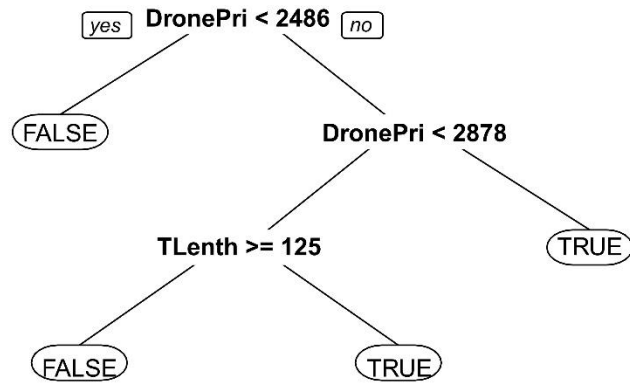 yes DronePri < 2486 no
FALSE
DronePri < 2878
TLenth >= 125
TRUE
FALSE
TRUE